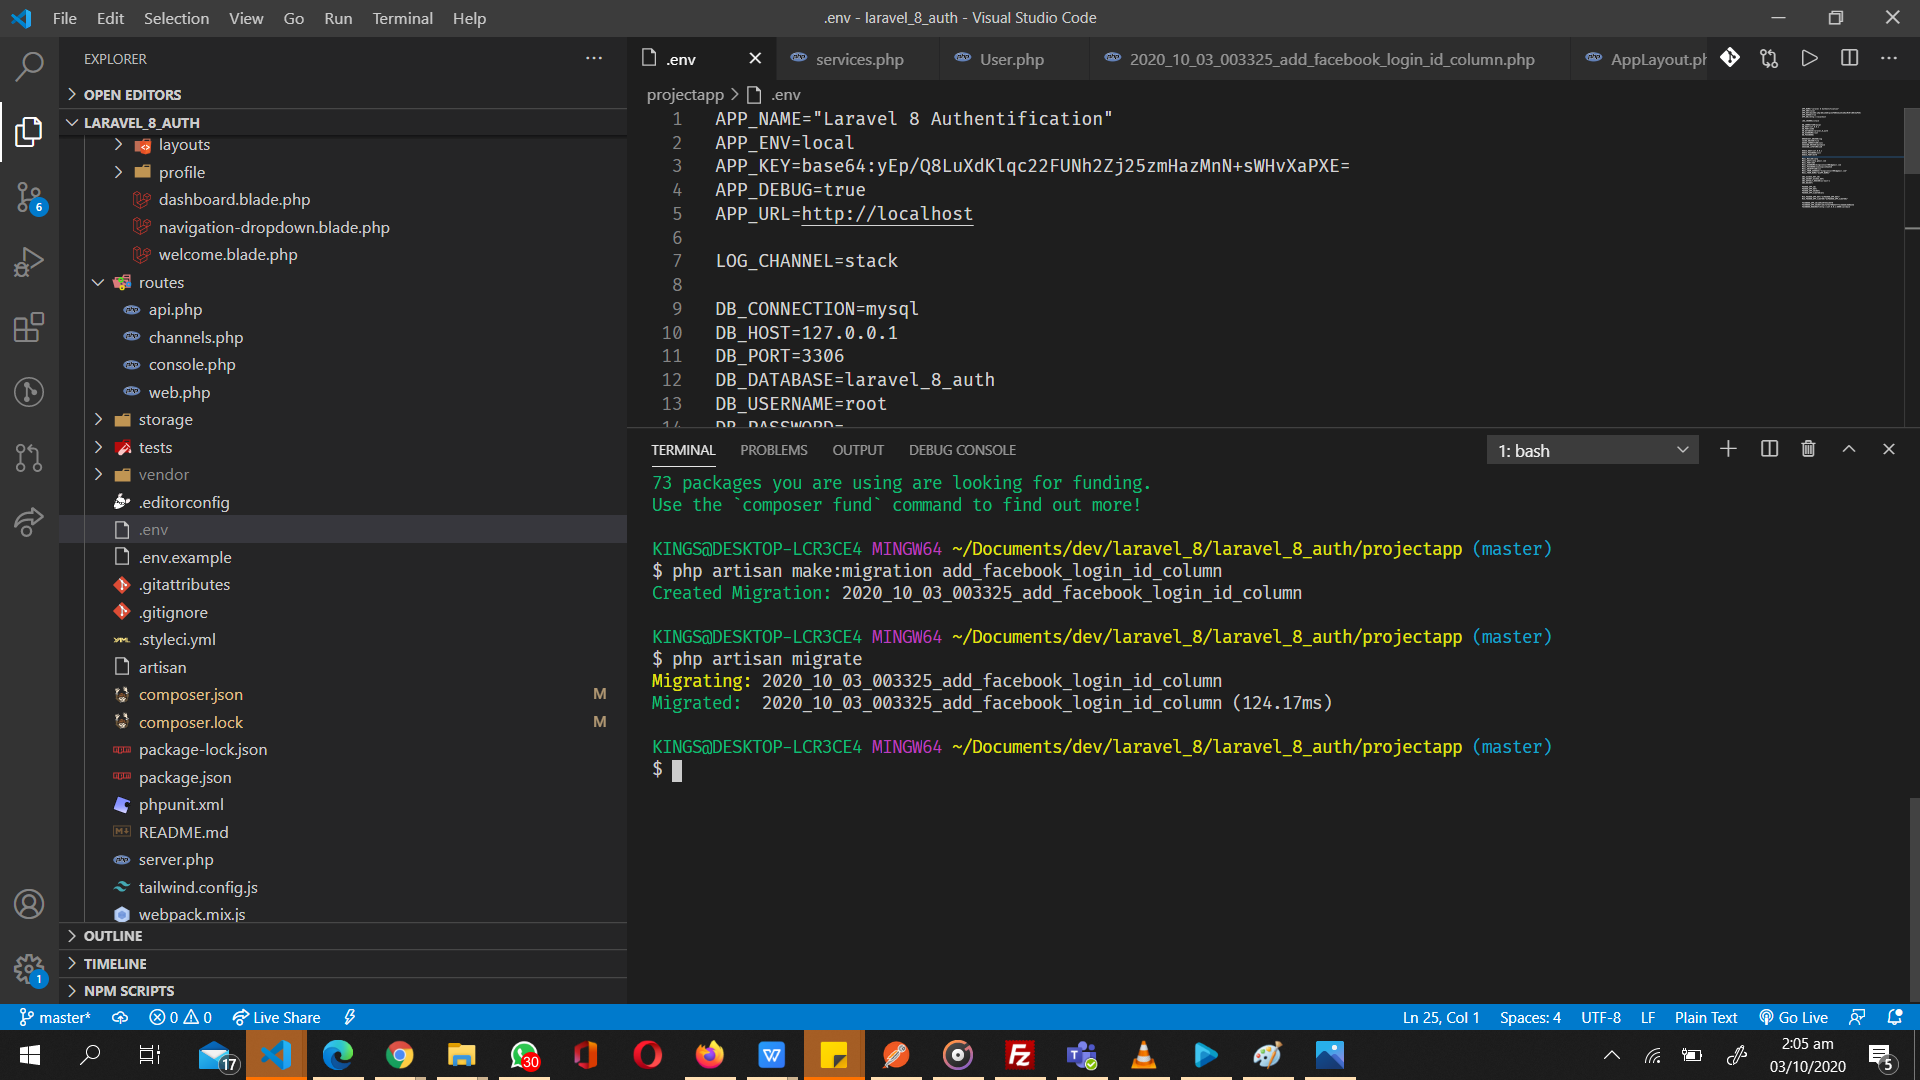 File Edit Selection View Go Run Terminal Help
.env - laravel_8_auth - Visual Studio Code
EXPLORER
OPEN EDITORS
LARAVEL_8_AUTH
layouts
profile
dashboard.blade.php
navigation-dropdown.blade.php
welcome.blade.php
routes
api.php
channels.php
console.php
web.php
storage
tests
vendor
.editorconfig
.env
.env.example
.gitattributes
.gitignore
.styleci.yml
artisan
composer.json M
composer.lock M
package-lock.json
package.json
phpunit.xml
README.md
server.php
tailwind.config.js
webpack.mix.js
OUTLINE
TIMELINE
NPM SCRIPTS
6
1
.env services.php User.php 2020_10_03_003325_add_facebook_login_id_column.php AppLayout.ph
projectapp > .env
1 APP_NAME="Laravel 8 Authentification"
2 APP_ENV=local
3 APP_KEY=base64:yEp/Q8LuXdKlqc22FUNh2Zj25zmHazMnN+sWHvXaPXE=
4 APP_DEBUG=true
5 APP_URL=http://localhost
6
7 LOG_CHANNEL=stack
8
9 DB_CONNECTION=mysql
10 DB_HOST=127.0.0.1
11 DB_PORT=3306
12 DB_DATABASE=laravel_8_auth
13 DB_USERNAME=root
14 DB_PASSWORD=
TERMINAL PROBLEMS OUTPUT DEBUG CONSOLE 1: bash
73 packages you are using are looking for funding.
Use the `composer fund` command to find out more!
KINGS@DESKTOP-LCR3CE4 MINGW64 ~/Documents/dev/laravel_8/laravel_8_auth/projectapp (master)
$ php artisan make:migration add_facebook_login_id_column
Created Migration: 2020_10_03_003325_add_facebook_login_id_column
KINGS@DESKTOP-LCR3CE4 MINGW64 ~/Documents/dev/laravel_8/laravel_8_auth/projectapp (master)
$ php artisan migrate
Migrating: 2020_10_03_003325_add_facebook_login_id_column
Migrated:  2020_10_03_003325_add_facebook_login_id_column (124.17ms)
KINGS@DESKTOP-LCR3CE4 MINGW64 ~/Documents/dev/laravel_8/laravel_8_auth/projectapp (master)
$
master* 0 0 Live Share Ln 25, Col 1 Spaces: 4 UTF-8 LF Plain Text Go Live
17 30 2:05 am
03/10/2020 5